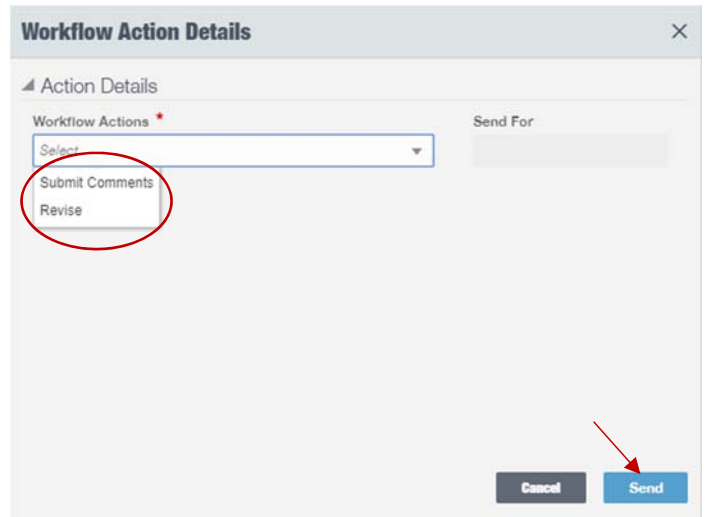 Workflow Action Details
Action Details
Workflow Actions *
Send For
Select
Submit Comments
Revise
Cancel
Send